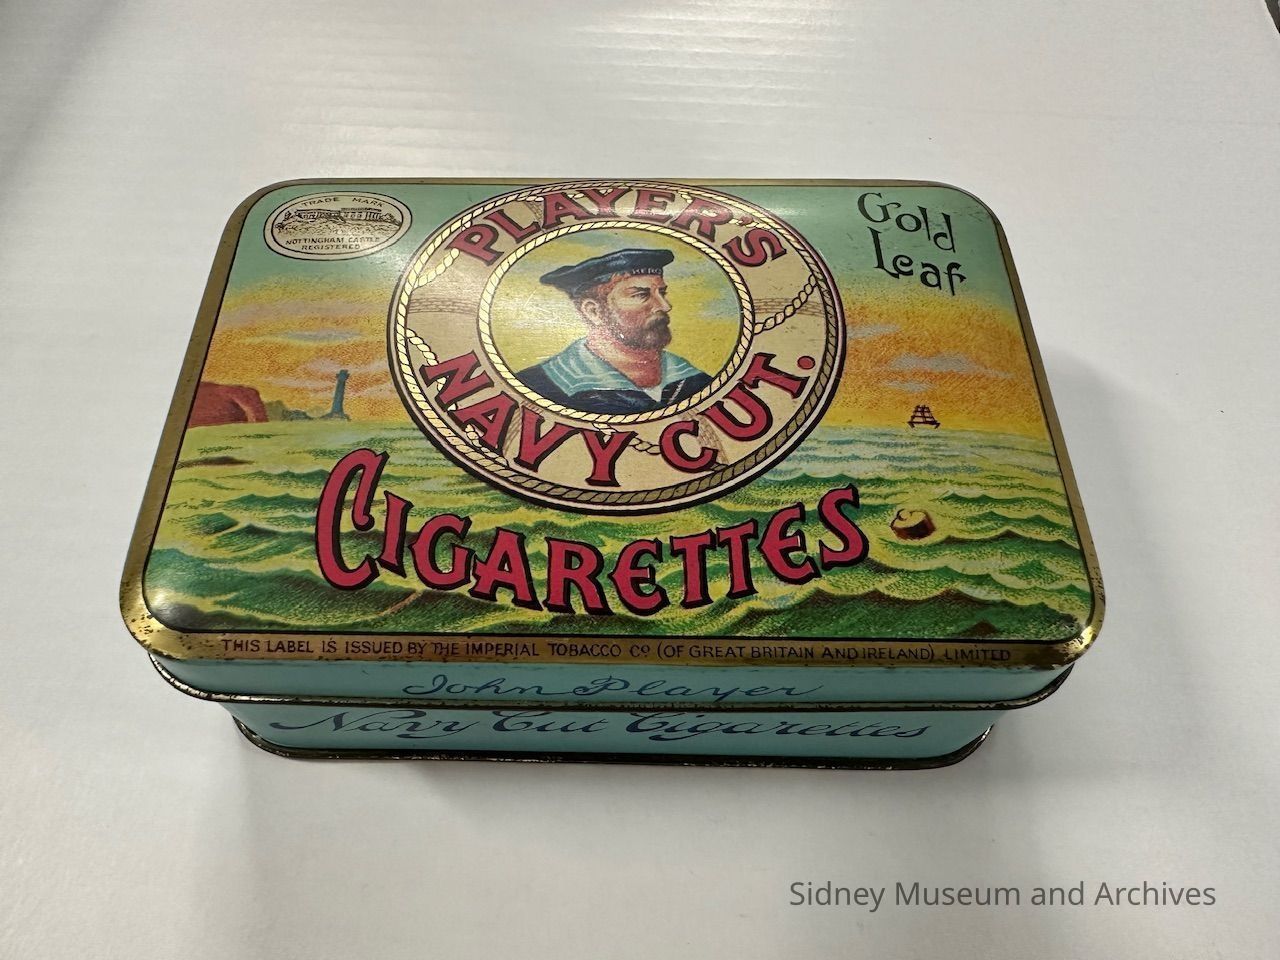 TRADE MARK
NOTTINGHAM CASTLE
REGISTERED
PLAYER'S
NAVY CUT.
HERO
Gold
Leaf
CIGARETTES
THIS LABEL IS ISSUED BY THE IMPERIAL TOBACCO Co (OF GREAT BRITAIN AND IRELAND) LIMITED
John Player
Navy Cut Cigarettes
Sidney Museum and Archives